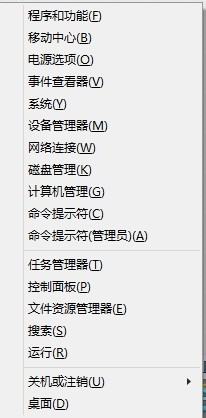 程序和功能(F)
移动中心(B)
电源选项(O)
事件查看器(V)
系统(Y)
设备管理器(M)
网络连接(W)
磁盘管理(K)
计算机管理(G)
命令提示符(C)
命令提示符(管理员)(A)
任务管理器(T)
控制面板(P)
文件资源管理器(E)
搜索(S)
运行(R)
关机或注销(U)
桌面(D)